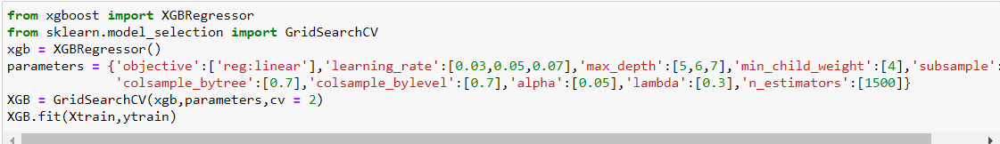 from xgboost import XGBRegressor
from sklearn.model_selection import GridSearchCV
xgb = XGBRegressor()
parameters = {'objective':['reg:linear'],'learning_rate':[0.03,0.05,0.07],'max_depth':[5,6,7],'min_child_weight':[4],'subsample':
'colsample_bytree':[0.7],'colsample_bylevel':[0.7],'alpha':[0.05],'lambda':[0.3],'n_estimators':[1500]}
XGB = GridSearchCV(xgb,parameters,cv = 2)
XGB.fit(Xtrain,ytrain)